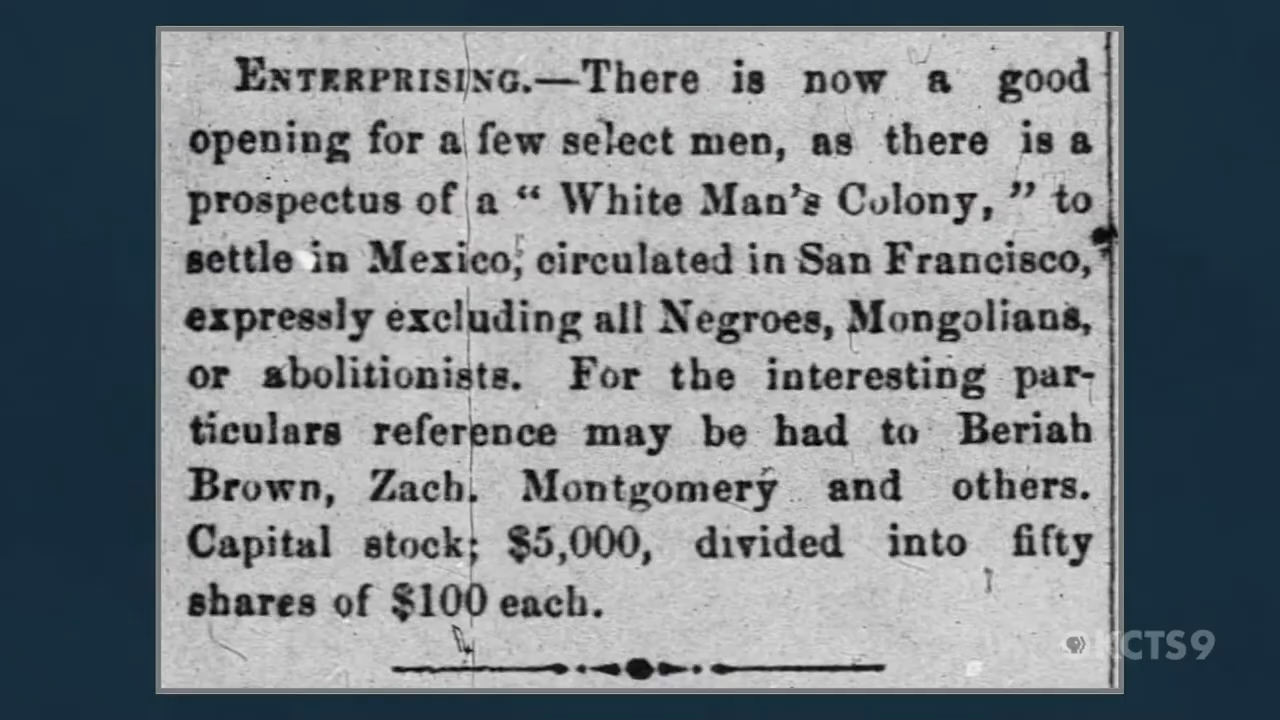 ENTERPRISING.—There is now a good
opening for a few select men, as there is a
prospectus of a “ White Man's Colony, ” to
settle in Mexico, circulated in San Francisco,
expressly excluding all Negroes, Mongolians,
or abolitionists. For the interesting par-
ticulars reference may be had to Beriah
Brown, Zach. Montgomery and others.
Capital stock; $5,000, divided into fifty
shares of $100 each.
KCTS9